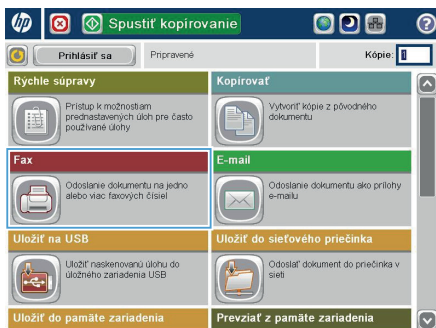 hp
Spustiť kopírovanie
?
Prihlásiť sa
Pripravené
Kópie: 1
Rýchle súpravy
Prístup k možnostiam
prednastavených úloh pre často
používané úlohy
Kopírovať
Vytvoriť kópie z pôvodného
dokumentu
Fax
Odoslanie dokumentu na jedno
alebo viac faxových čísiel
E-mail
Odoslanie dokumentu ako prílohy
e-mailu
Uložiť na USB
Uložiť naskenovanú úlohu do
úložného zariadenia USB
Uložiť do sieťového priečinka
Odoslať dokument do priečinka v
sieti
Uložiť do pamäte zariadenia
Prevziať z pamäte zariadenia